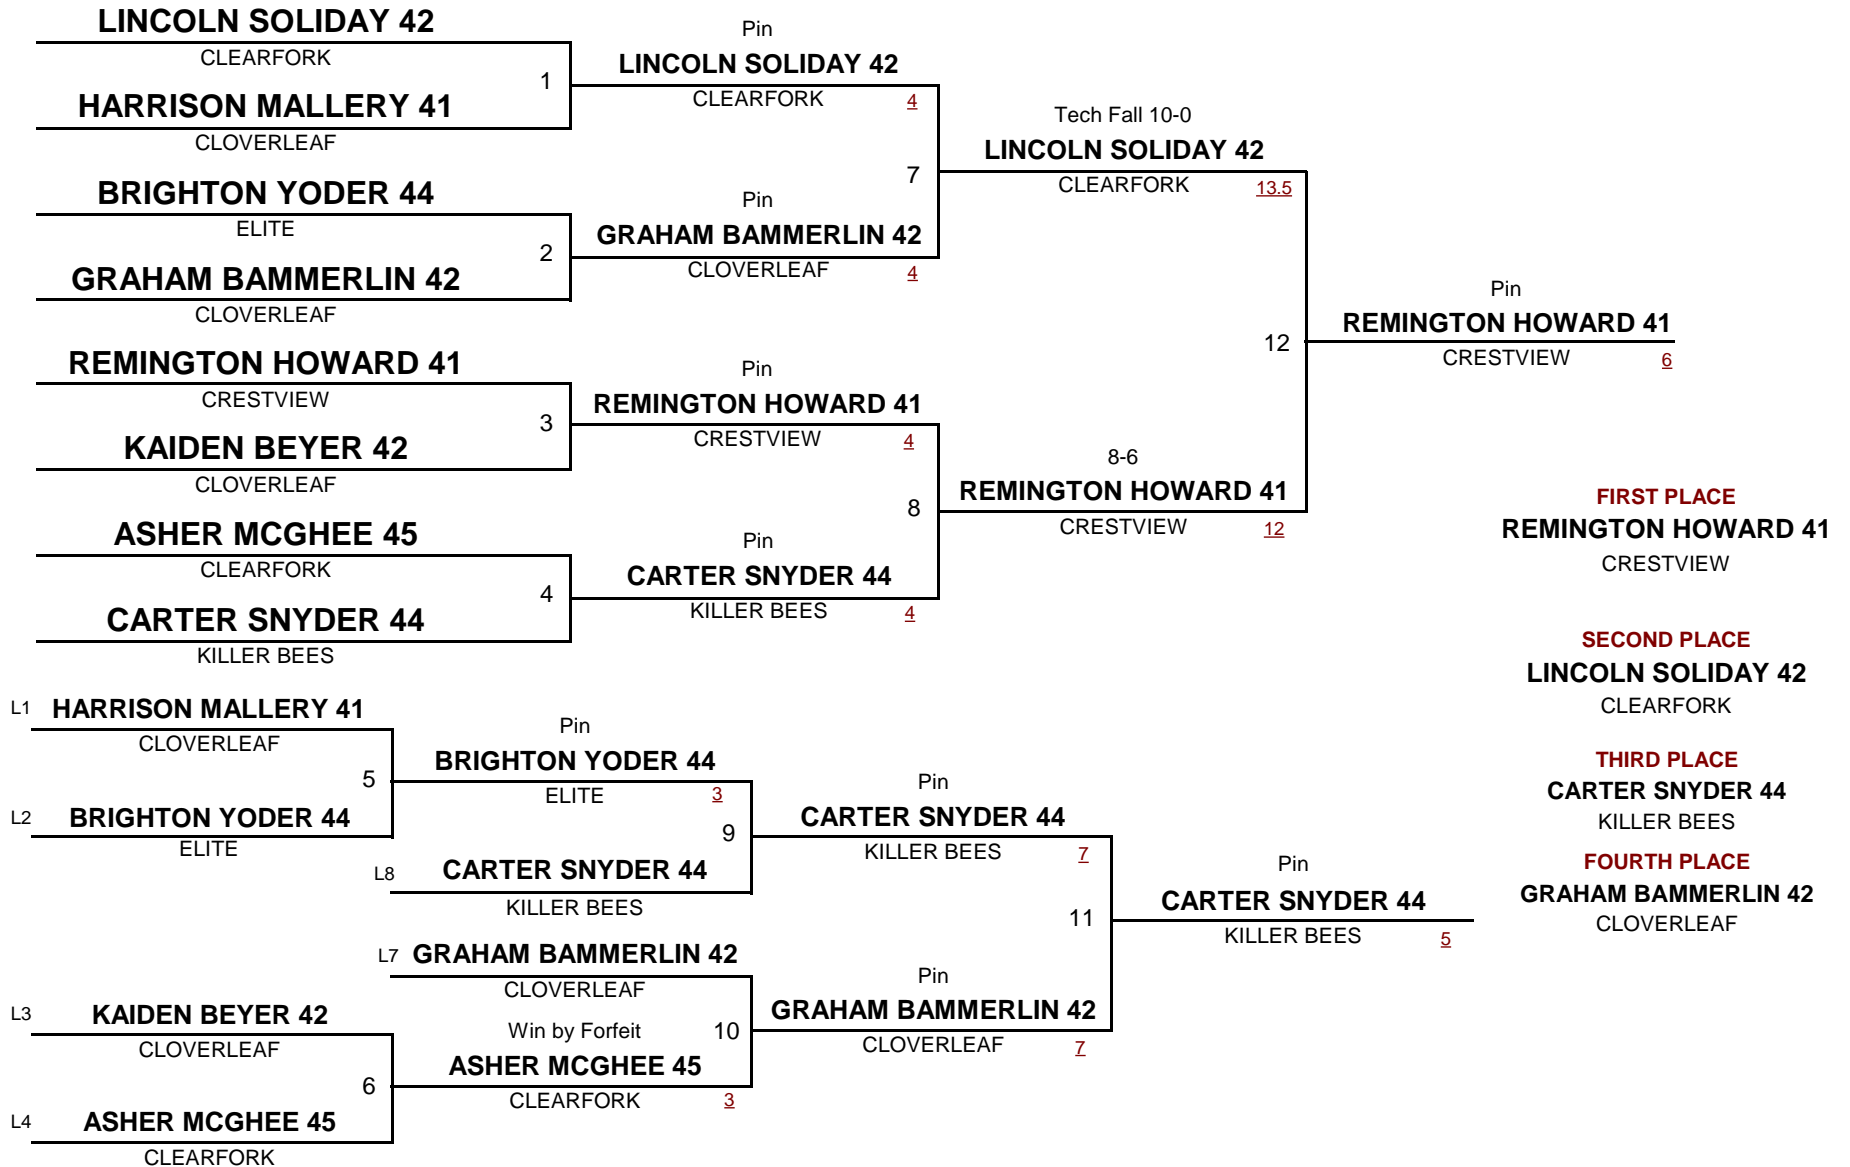 LINCOLN SOLIDAY 42
CLEARFORK
1
HARRISON MALLERY 41
CLOVERLEAF
BRIGHTON YODER 44
ELITE
2
GRAHAM BAMMERLIN 42
CLOVERLEAF
REMINGTON HOWARD 41
CRESTVIEW
3
KAIDEN BEYER 42
CLOVERLEAF
ASHER MCGHEE 45
CLEARFORK
4
CARTER SNYDER 44
KILLER BEES
Pin
LINCOLN SOLIDAY 42
CLEARFORK 4
7
Pin
GRAHAM BAMMERLIN 42
CLOVERLEAF 4
Pin
REMINGTON HOWARD 41
CRESTVIEW 4
8
Pin
CARTER SNYDER 44
KILLER BEES 4
Tech Fall 10-0
LINCOLN SOLIDAY 42
CLEARFORK 13.5
12
8-6
REMINGTON HOWARD 41
CRESTVIEW 12
Pin
REMINGTON HOWARD 41
CRESTVIEW 6
FIRST PLACE
REMINGTON HOWARD 41
CRESTVIEW
SECOND PLACE
LINCOLN SOLIDAY 42
CLEARFORK
THIRD PLACE
CARTER SNYDER 44
KILLER BEES
FOURTH PLACE
GRAHAM BAMMERLIN 42
CLOVERLEAF
L1 HARRISON MALLERY 41
CLOVERLEAF
5
L2 BRIGHTON YODER 44
ELITE
L3 KAIDEN BEYER 42
CLOVERLEAF
6
L4 ASHER MCGHEE 45
CLEARFORK
Pin
BRIGHTON YODER 44
ELITE 3
9
L8 CARTER SNYDER 44
KILLER BEES
L7 GRAHAM BAMMERLIN 42
CLOVERLEAF
Win by Forfeit 10
ASHER MCGHEE 45
CLEARFORK 3
Pin
CARTER SNYDER 44
KILLER BEES 7
11
Pin
GRAHAM BAMMERLIN 42
CLOVERLEAF 7
Pin
CARTER SNYDER 44
KILLER BEES 5